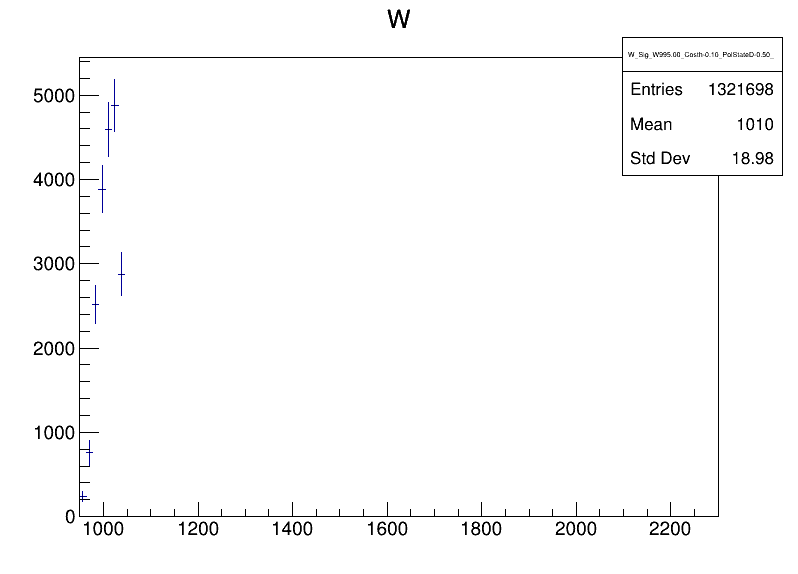 W
W_Sig_W995.00_Costh-0.10_PolStateD-0.50_
Entries 1321698
Mean 1010
Std Dev 18.98
5000
4000
3000
2000
1000
0
1000 1200 1400 1600 1800 2000 2200